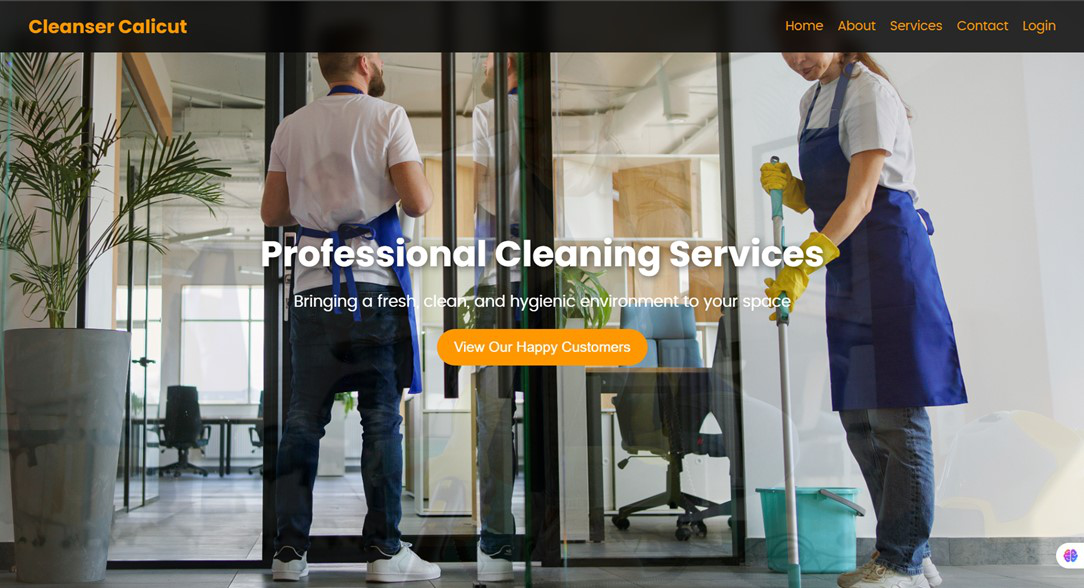 Cleanser Calicut
Home About Services Contact Login
Professional Cleaning Services
Bringing a fresh, clean, and hygienic environment to your space
View Our Happy Customers